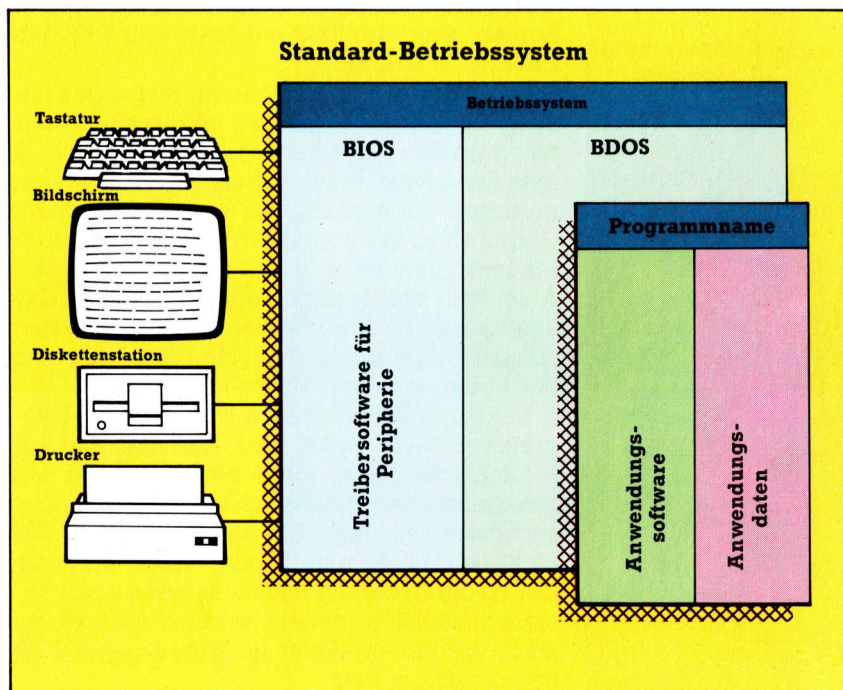 Standard-Betriebssystem
Betriebssystem
Tastatur
BIOS
BDOS
Bildschirm
Programmname
Diskettenstation
Drucker
Treibersoftware für
Peripherie
Anwendungs-
software
Anwendungs-
daten